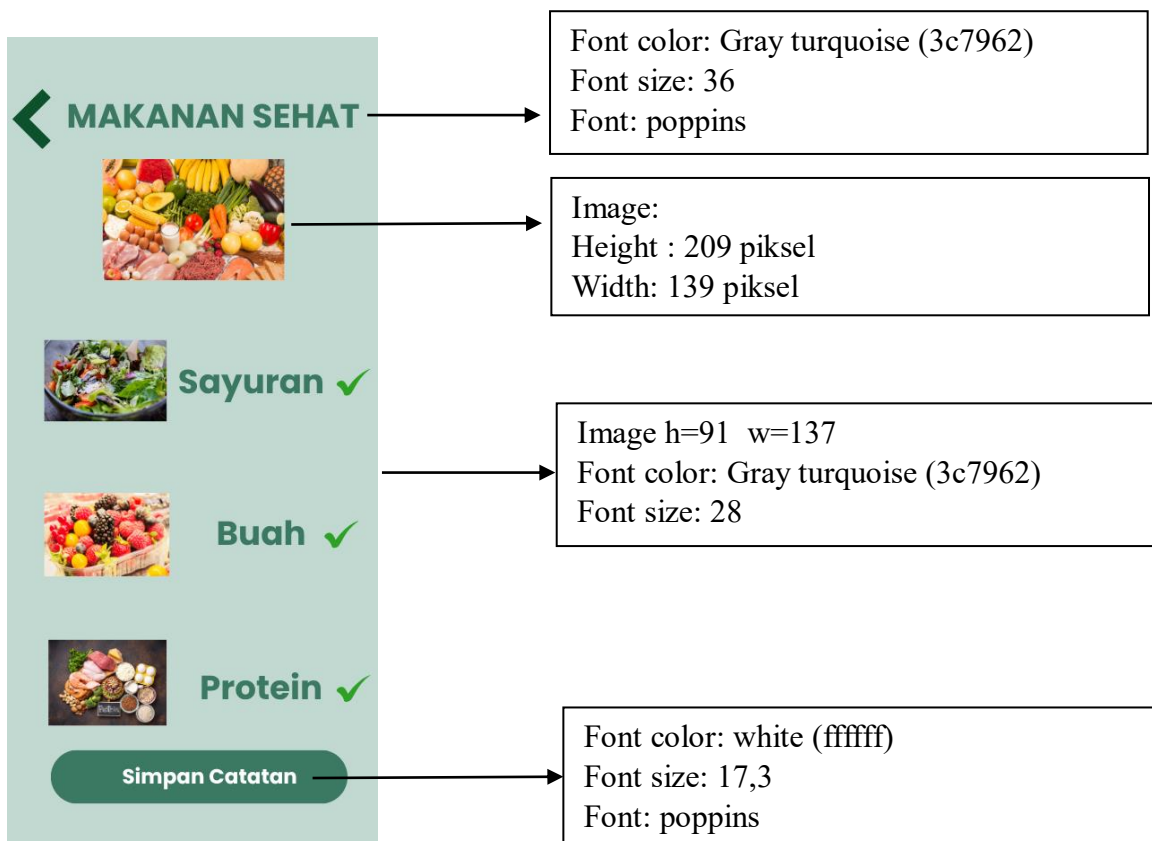 MAKANAN SEHAT
Font color: Gray turquoise (3c7962)
Font size: 36
Font: poppins
Image:
Height : 209 piksel
Width: 139 piksel
Sayuran
Buah
Protein
Image h=91 w=137
Font color: Gray turquoise (3c7962)
Font size: 28
Simpan Catatan
Font color: white (ffffff)
Font size: 17,3
Font: poppins